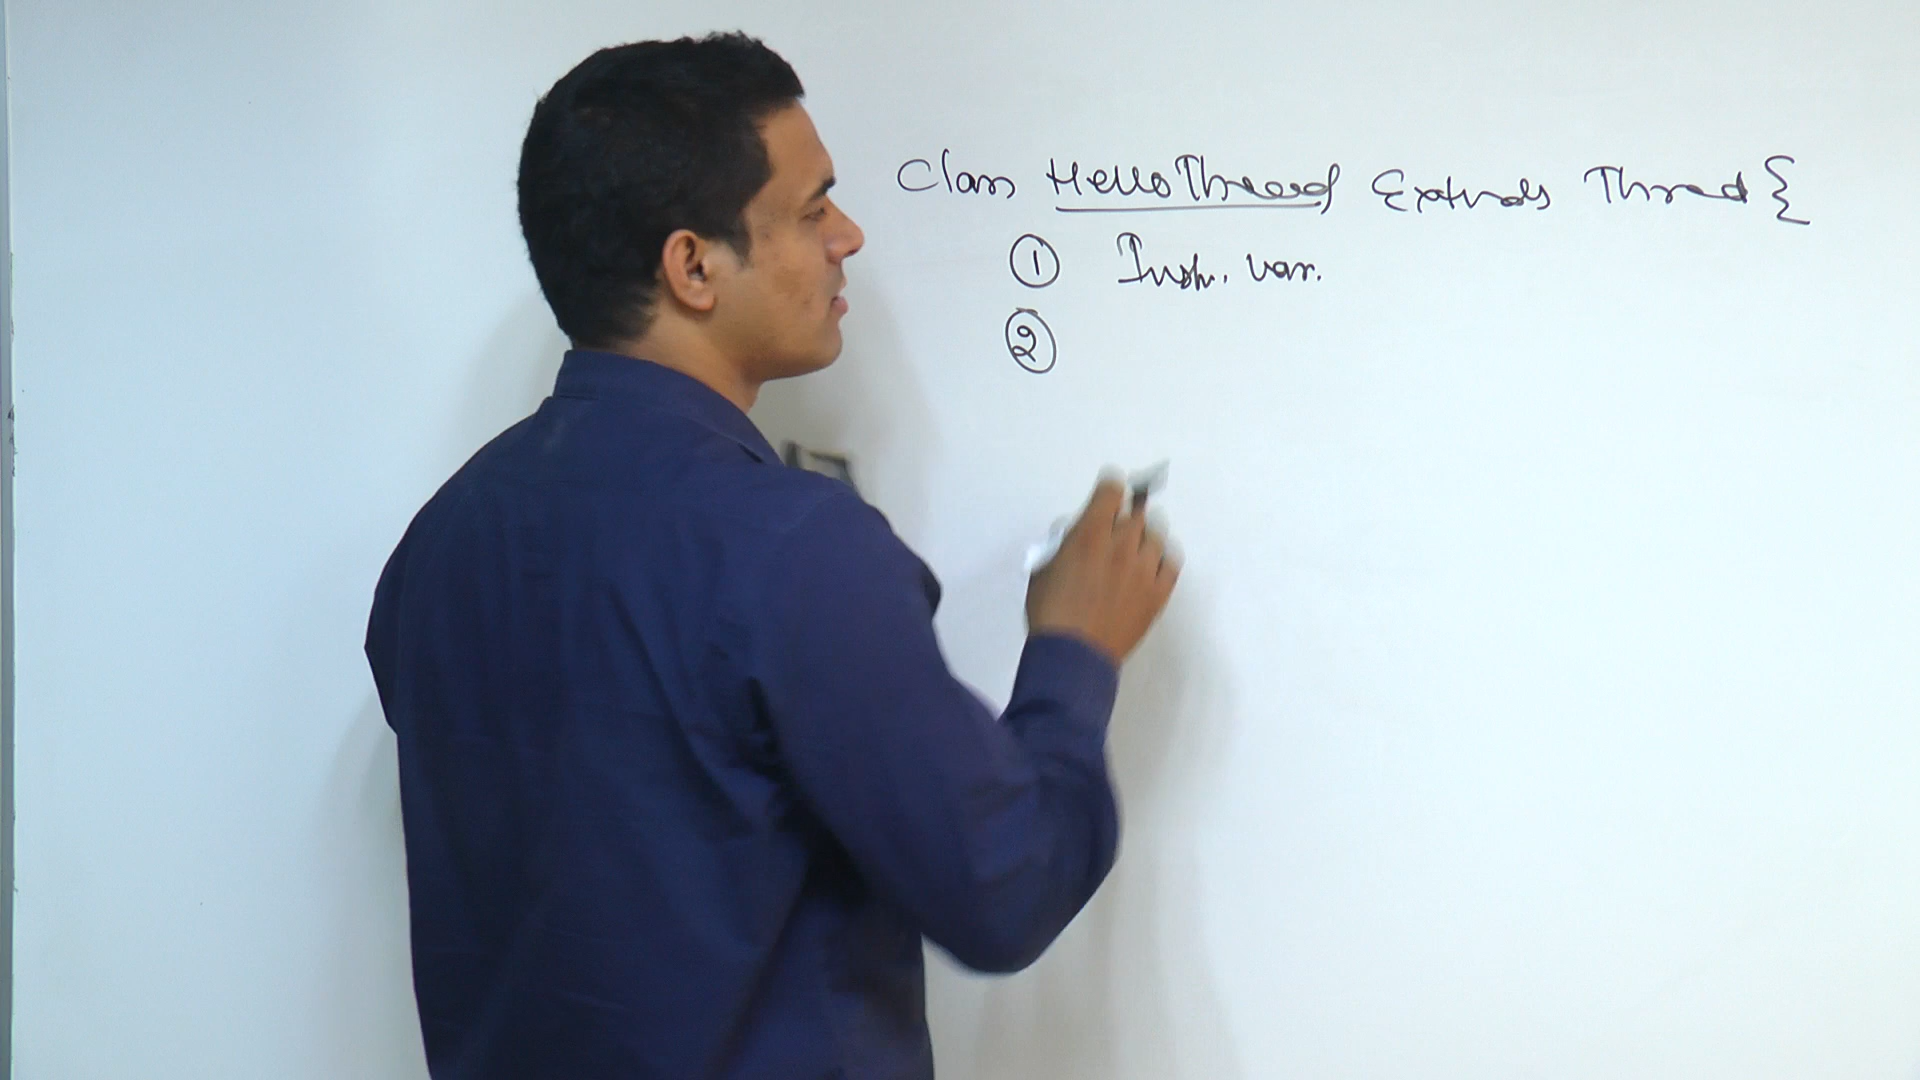 Class HelloThread Extends Thread {
① Inst. var.
②